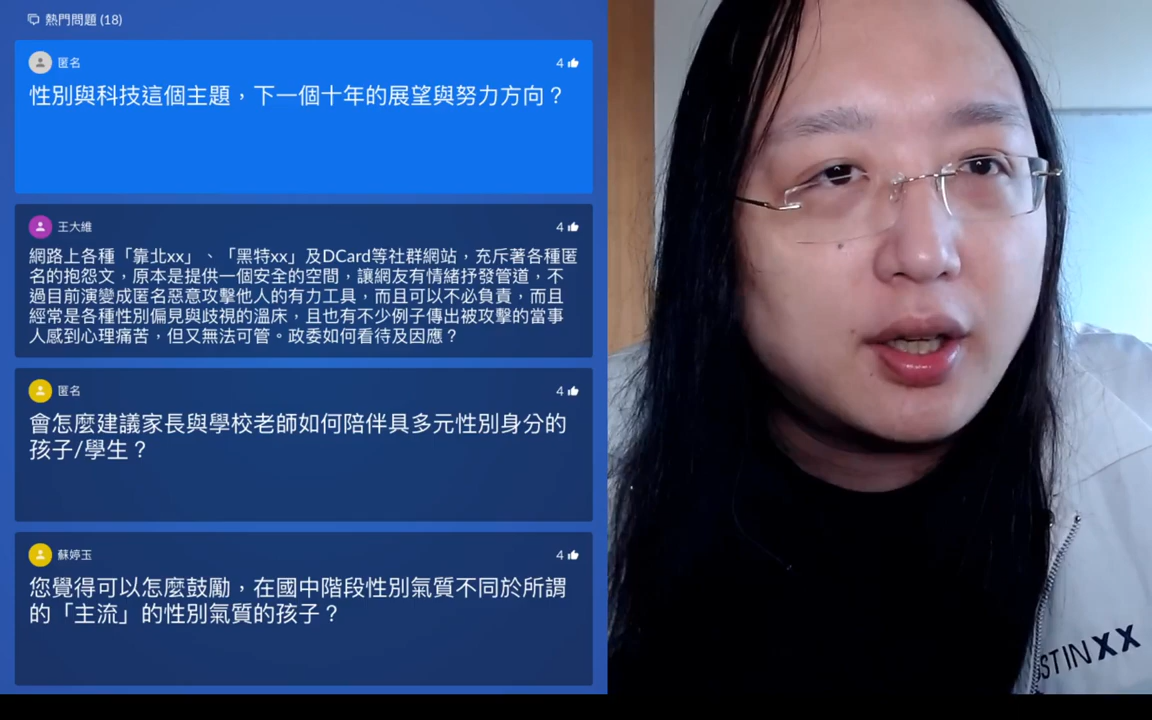 熱門問題 (18)
匿名
4
性別與科技這個主題，下一個十年的展望與努力方向？
王大維
4
網路上各種「靠北xx」、「黑特xx」及DCard等社群網站，充斥著各種匿
名的抱怨文，原本是提供一個安全的空間，讓網友有情緒抒發管道，不
過目前演變成匿名惡意攻擊他人的有力工具，而且可以不必負責，而且
經常是各種性別偏見與歧視的溫床，且也有不少例子傳出被攻擊的當事
人感到心理痛苦，但又無法可管。政委如何看待及因應？
匿名
4
會怎麼建議家長與學校老師如何陪伴具多元性別身分的
孩子/學生？
蘇婷玉
4
您覺得可以怎麼鼓勵，在國中階段性別氣質不同於所謂
的「主流」的性別氣質的孩子？
STINXX